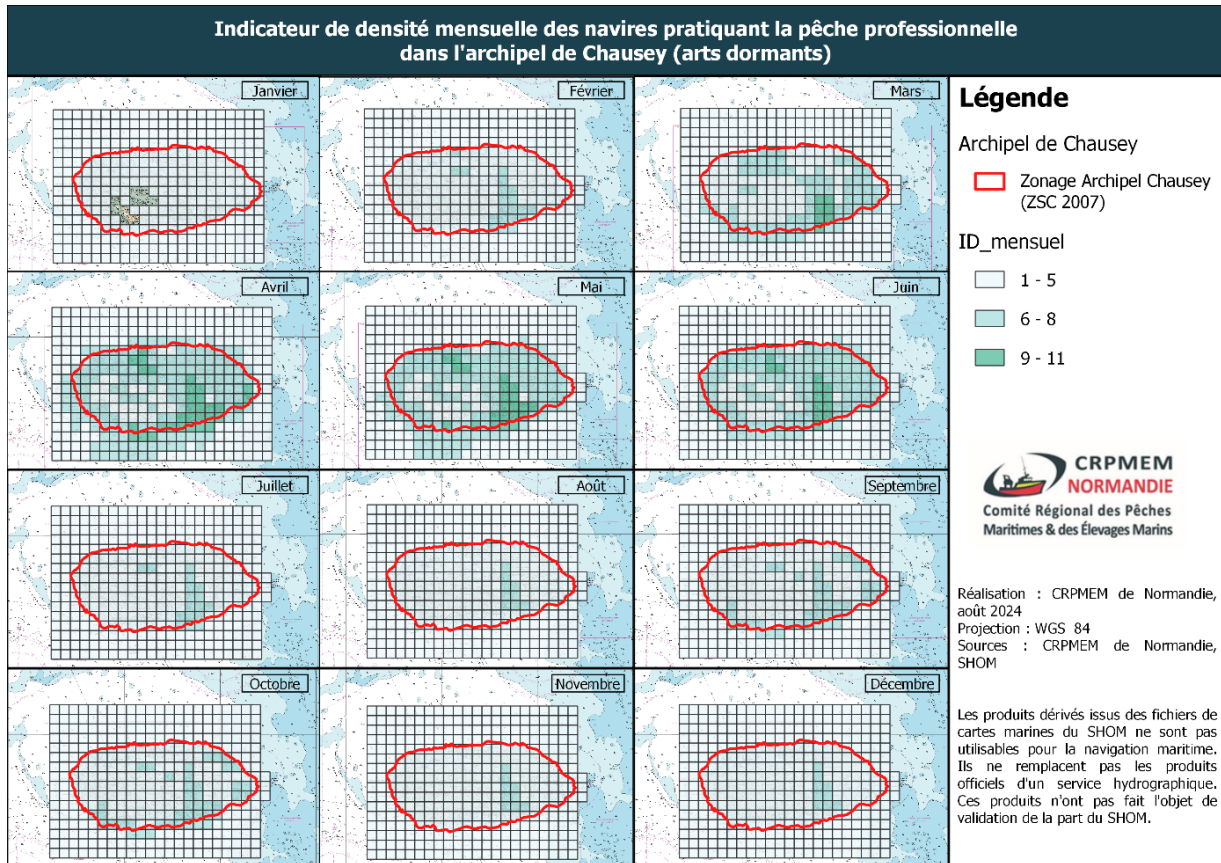 Indicateur de densité mensuelle des navires pratiquant la pêche professionnelle
dans l'archipel de Chausey (arts dormants)
Janvier
Février
Mars
Avril
Mai
Juin
Juillet
Août
Septembre
Octobre
Novembre
Décembre
Légende
Archipel de Chausey
Zonage Archipel Chausey
(ZSC 2007)
ID_mensuel
1 - 5
6 - 8
9 - 11
CRPMEM
NORMANDIE
Comité Régional des Pêches
Maritimes & des Élevages Marins
Réalisation : CRPMEM de Normandie,
août 2024
Projection : WGS 84
Sources : CRPMEM de Normandie,
SHOM
Les produits dérivés issus des fichiers de
cartes marines du SHOM ne sont pas
utilisables pour la navigation maritime.
Ils ne remplacent pas les produits
officiels d'un service hydrographique.
Ces produits n'ont pas fait l'objet de
validation de la part du SHOM.